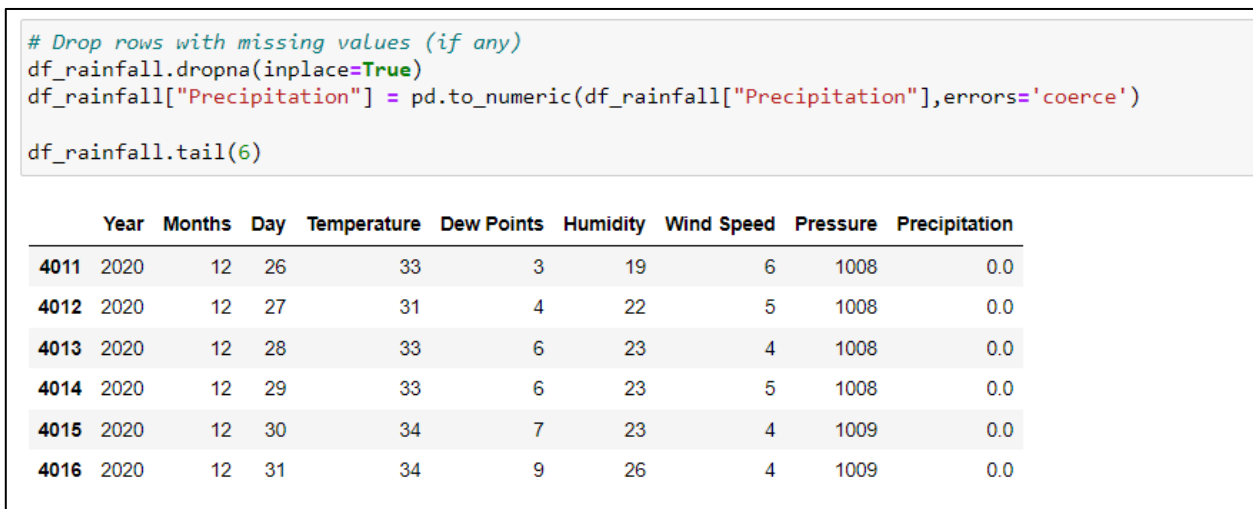 # Drop rows with missing values (if any)
df_rainfall.dropna(inplace=True)
df_rainfall["Precipitation"] = pd.to_numeric(df_rainfall["Precipitation"],errors='coerce')
df_rainfall.tail(6)
Year Months Day Temperature Dew Points Humidity Wind Speed Pressure Precipitation
4011 2020 12 26 33 3 19 6 1008 0.0
4012 2020 12 27 31 4 22 5 1008 0.0
4013 2020 12 28 33 6 23 4 1008 0.0
4014 2020 12 29 33 6 23 5 1008 0.0
4015 2020 12 30 34 7 23 4 1009 0.0
4016 2020 12 31 34 9 26 4 1009 0.0